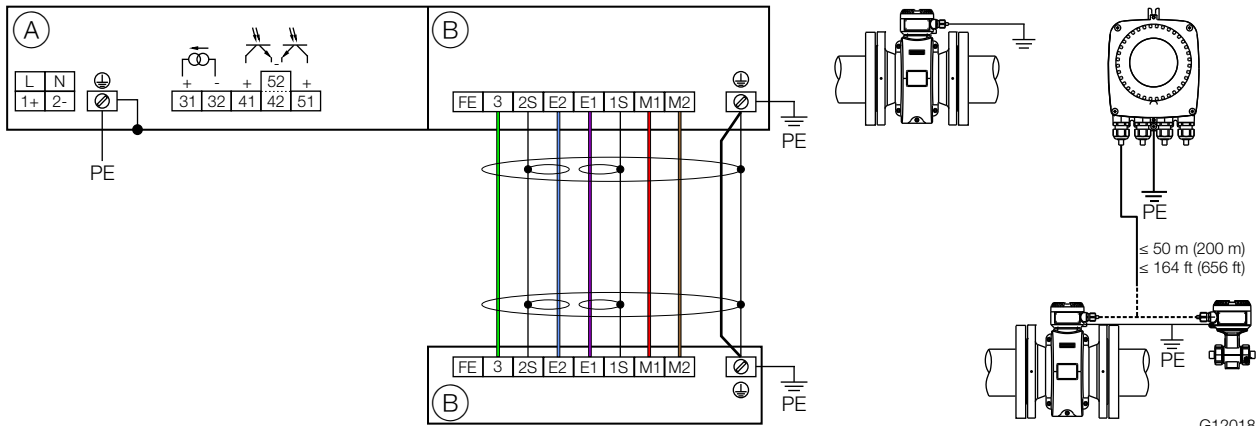 A
B
L N
1+ 2-
+ - + - +
52
31 32 41 42 51
PE
FE 3 2S E2 E1 1S M1 M2
PE
FE 3 2S E2 E1 1S M1 M2
PE
B
PE
≤ 50 m (200 m)
≤ 164 ft (656 ft)
PE
G12018